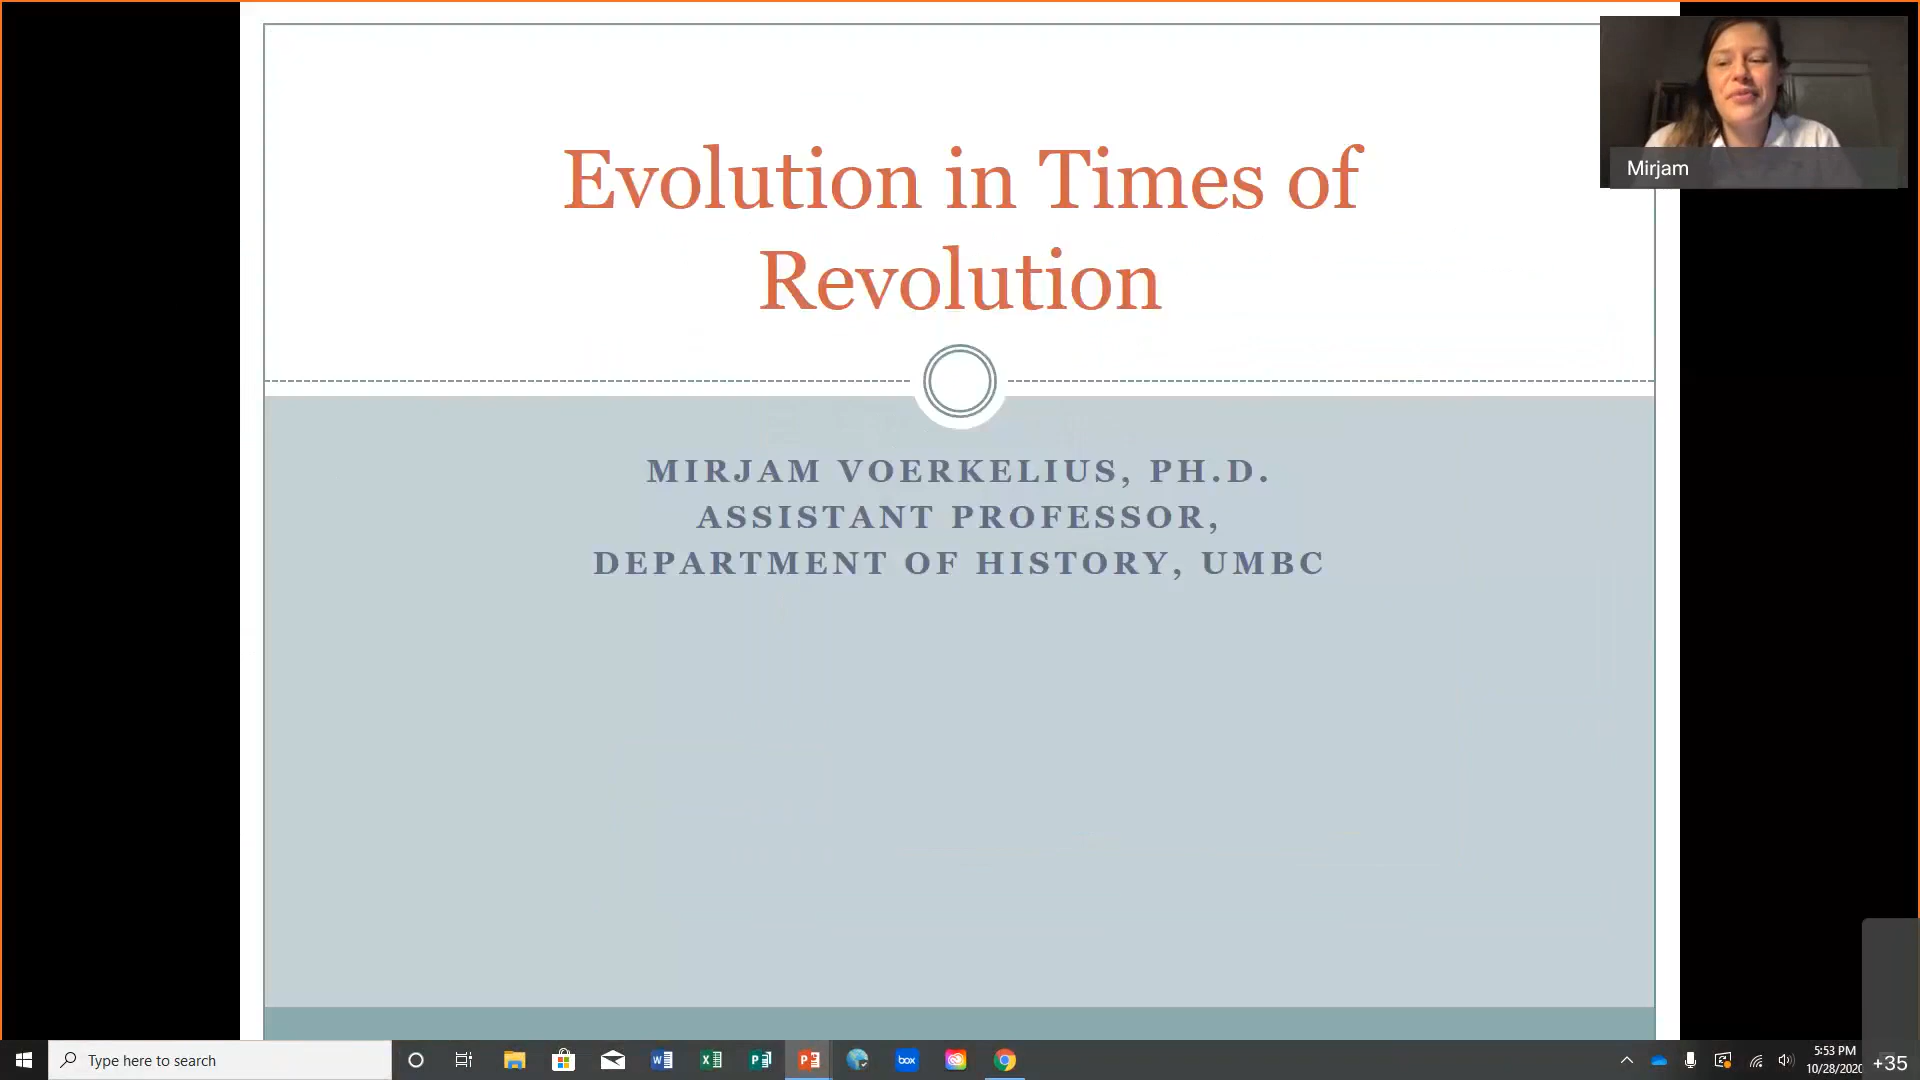 Evolution in Times of
Revolution
Mirjam
MIRJAM VOERKELIUS, PH.D.
ASSISTANT PROFESSOR,
DEPARTMENT OF HISTORY, UMBC
Type here to search
box
5:53 PM
10/28/2020
+35